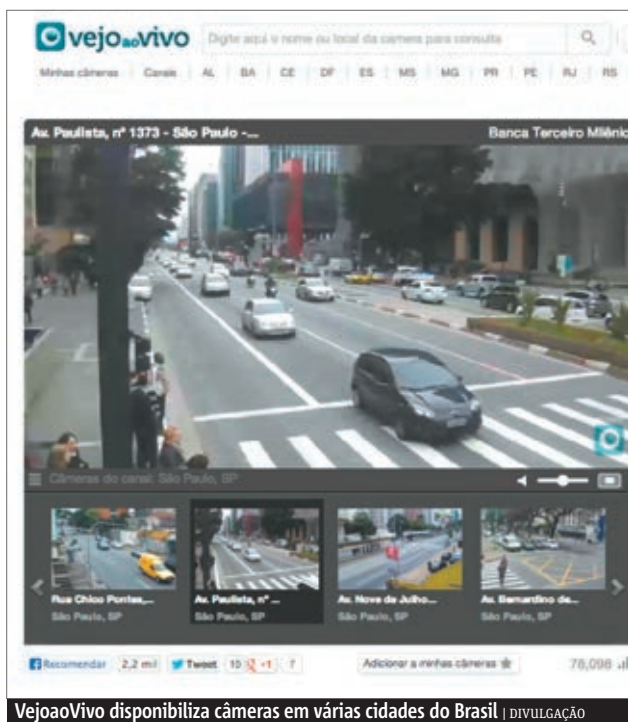 vejoaovivo Digite aqui o nome ou local da camera para consulta
Minhas câmeras Canais AL BA CE DF ES MS MG PR PE RJ RS
Av. Paulista, nº 1373 - São Paulo -... Banca Terceiro Milênio
Câmeras do canal: São Paulo, SP
Rua Chico Pontes,... Av. Paulista, nº ... Av. Nove de Julho... Av. Bernardino de...
São Paulo, SP São Paulo, SP São Paulo, SP São Paulo, SP
Recomendar 2,2 mil Tweet 10 +1 7 Adicionar a minhas câmeras 78,098
VejoaoVivo disponibiliza câmeras em várias cidades do Brasil | DIVULGAÇÃO